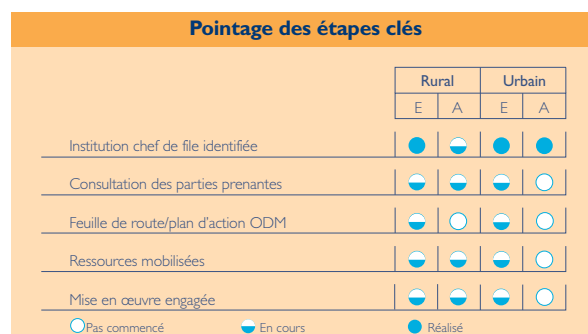 Pointage des étapes clés
Rural Urbain
E A E A
Institution chef de file identifiée
Consultation des parties prenantes
Feuille de route/plan d'action ODM
Ressources mobilisées
Mise en œuvre engagée
Pas commencé En cours Réalisé